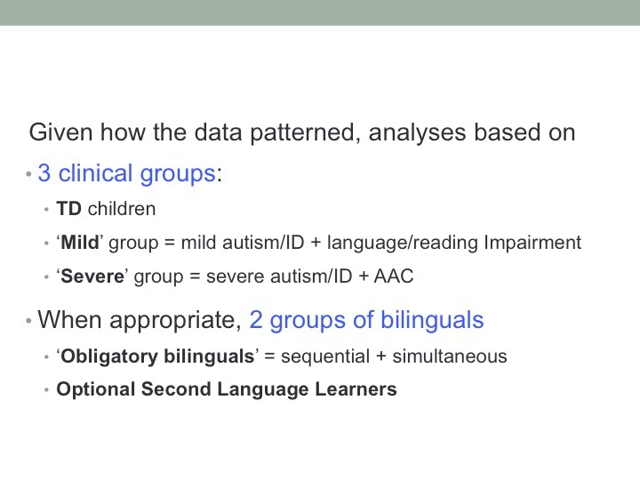 Given how the data patterned, analyses based on
• 3 clinical groups:
• TD children
• ‘Mild’ group = mild autism/ID + language/reading Impairment
• ‘Severe’ group = severe autism/ID + AAC
• When appropriate, 2 groups of bilinguals
• ‘Obligatory bilinguals’ = sequential + simultaneous
• Optional Second Language Learners